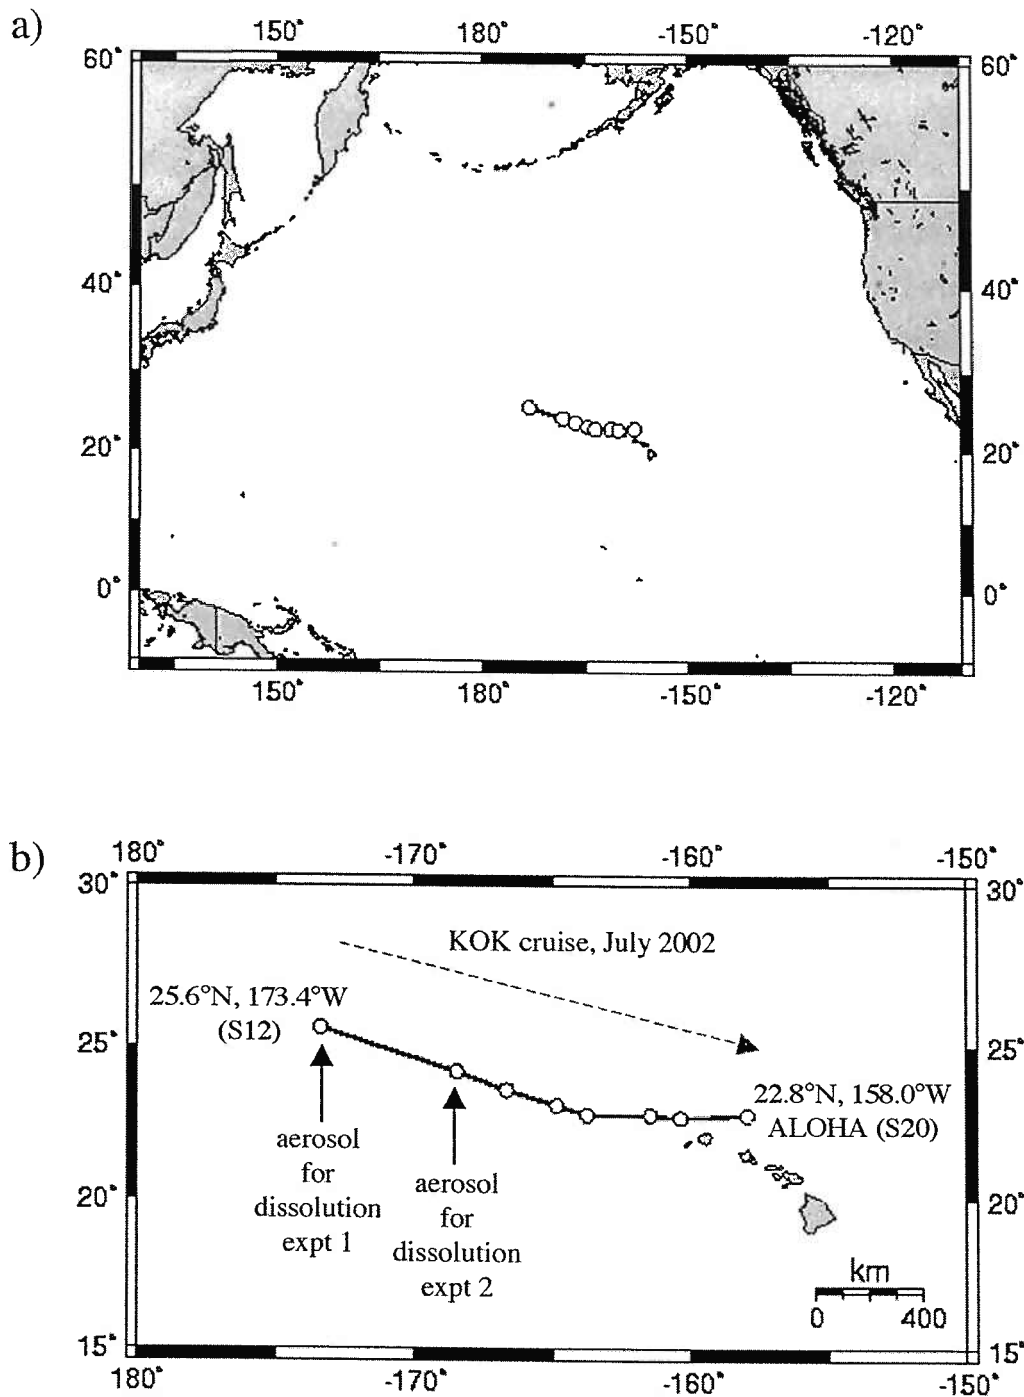 a)
150° 180° -150° -120°
60° 60°
40° 40°
20° 20°
0° 0°
150° 180° -150° -120°
b)
180° -170° -160° -150°
30° 30°
KOK cruise, July 2002
25.6°N, 173.4°W
(S12)
25° 25°
22.8°N, 158.0°W
ALOHA (S20)
aerosol
for
dissolution
expt 1
aerosol
for
dissolution
expt 2
20° 20°
km
0 400
15° 15°
180° -170° -160° -150°